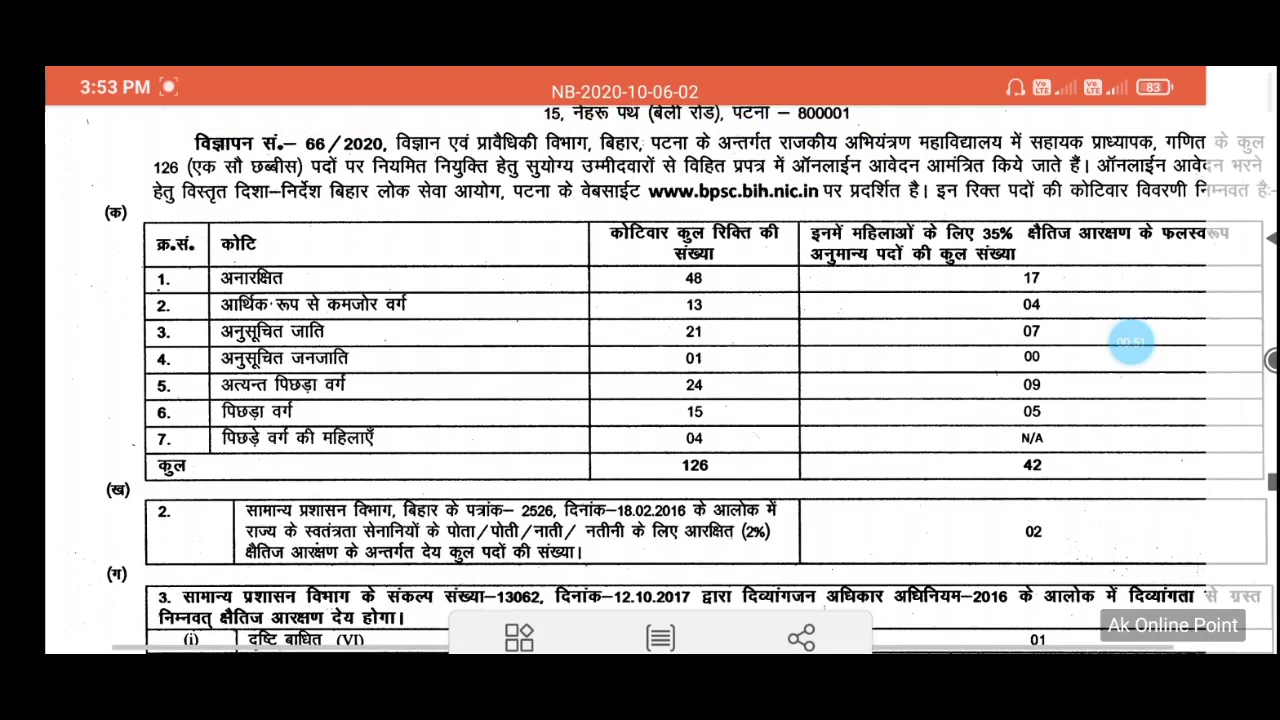 3:53 PM
NB-2020-10-06-02
Vo LTE Vo LTE 83
15, नेहरू पथ (बेली रोड), पटना – 800001
विज्ञापन सं.– 66/2020, विज्ञान एवं प्रावैधिकी विभाग, बिहार, पटना के अन्तर्गत राजकीय अभियंत्रण महाविद्यालय में सहायक प्राध्यापक, गणित के कुल
126 (एक सौ छब्बीस) पदों पर नियमित नियुक्ति हेतु सुयोग्य उम्मीदवारों से विहित प्रपत्र में ऑनलाईन आवेदन आमंत्रित किये जाते हैं। ऑनलाईन आवेदन भरने
हेतु विस्तृत दिशा–निर्देश बिहार लोक सेवा आयोग, पटना के वेबसाईट www.bpsc.bih.nic.in पर प्रदर्शित है। इन रिक्त पदों की कोटिवार विवरणी निम्नवत है:-
(क)
क्र.सं. कोटि कोटिवार कुल रिक्ति की इनमें महिलाओं के लिए 35% क्षैतिज आरक्षण के फलस्वरूप
संख्या अनुमान्य पदों की कुल संख्या
1. अनारक्षित 48 17
2. आर्थिक रूप से कमजोर वर्ग 13 04
3. अनुसूचित जाति 21 07
00:51
4. अनुसूचित जनजाति 01 00
5. अत्यन्त पिछड़ा वर्ग 24 09
6. पिछड़ा वर्ग 15 05
7. पिछड़े वर्ग की महिलाएँ 04 N/A
कुल 126 42
(ख)
2. सामान्य प्रशासन विभाग, बिहार के पत्रांक– 2526, दिनांक–18.02.2016 के आलोक में
राज्य के स्वतंत्रता सेनानियों के पोता/पोती/नाती/ नतीनी के लिए आरक्षित (2%) 02
क्षैतिज आरक्षण के अन्तर्गत देय कुल पदों की संख्या।
(ग)
3. सामान्य प्रशासन विभाग के संकल्प संख्या–13062, दिनांक–12.10.2017 द्वारा दिव्यांगजन अधिकार अधिनियम–2016 के आलोक में दिव्यांगता से ग्रस्त
निम्नवत् क्षैतिज आरक्षण देय होगा।
Ak Online Point
(i) दृष्टि बाधित (VI) 01